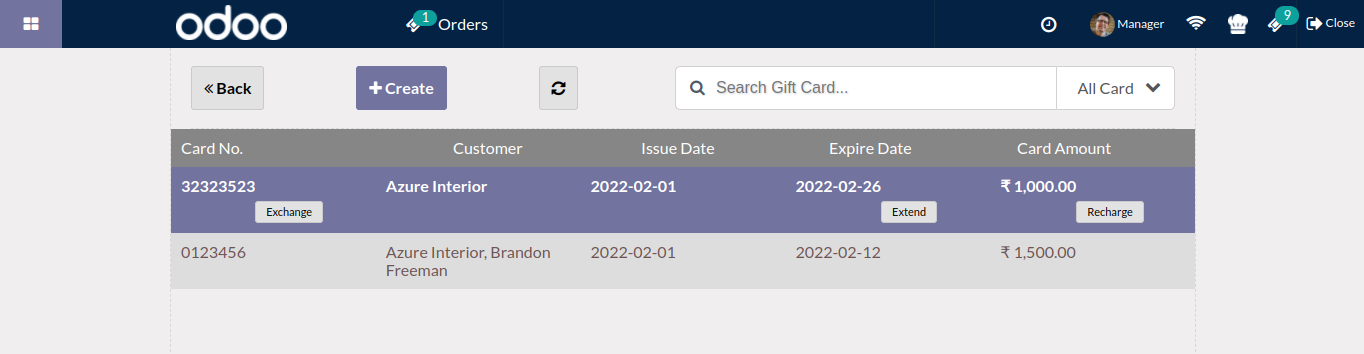 odoo
1
Orders
Manager
9
Close
Back
Create
Search Gift Card...
All Card
Card No. Customer Issue Date Expire Date Card Amount
32323523 Azure Interior 2022-02-01 2022-02-26 ₹ 1,000.00
Exchange Extend Recharge
0123456 Azure Interior, Brandon 2022-02-01 2022-02-12 ₹ 1,500.00
Freeman